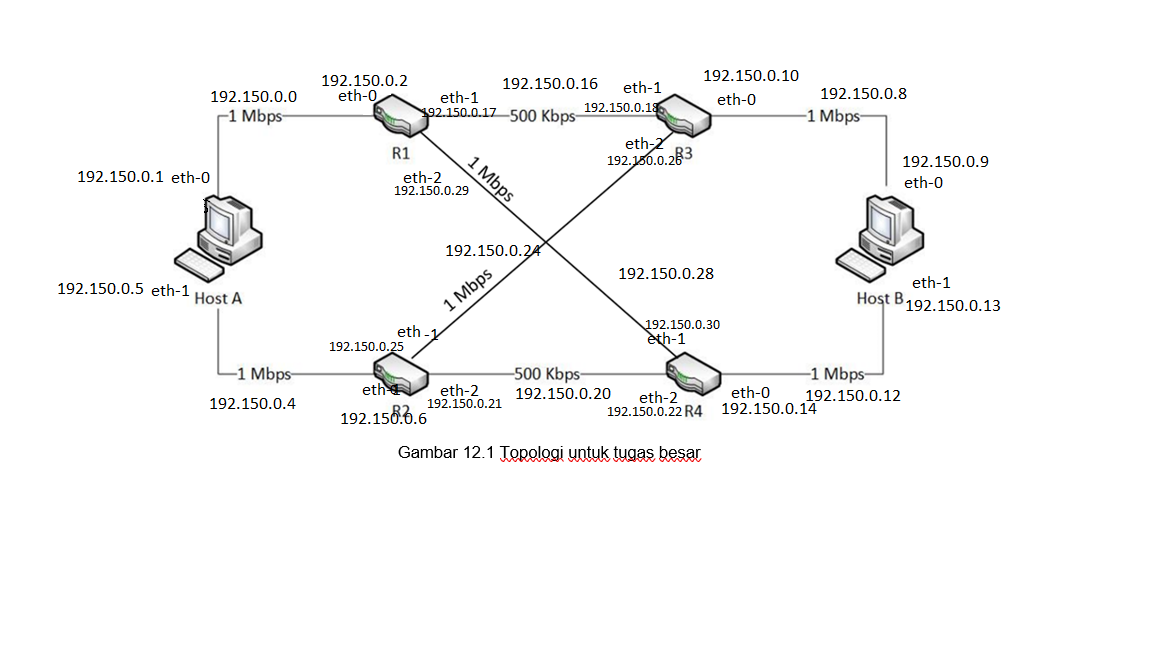 192.150.0.2
192.150.0.16
192.150.0.10
192.150.0.0
eth-0
eth-1
eth-1
eth-0
192.150.0.8
1 Mbps
192.150.0.17
500 Kbps
192.150.0.18
1 Mbps
R1
eth-2
192.150.0.26
R3
192.150.0.1 eth-0
eth-2
192.150.0.29
1 Mbps
192.150.0.9
eth-0
192.150.0.24
192.150.0.28
192.150.0.5 eth-1
Host A
1 Mbps
Host B
eth-1
192.150.0.13
eth -1
192.150.0.25
192.150.0.30
eth-1
1 Mbps
500 Kbps
1 Mbps
192.150.0.4
eth-2
192.150.0.21
192.150.0.20
eth-2
192.150.0.22
R4
eth-0
192.150.0.14
192.150.0.12
R2
192.150.0.6
Gambar 12.1 Topologi untuk tugas besar